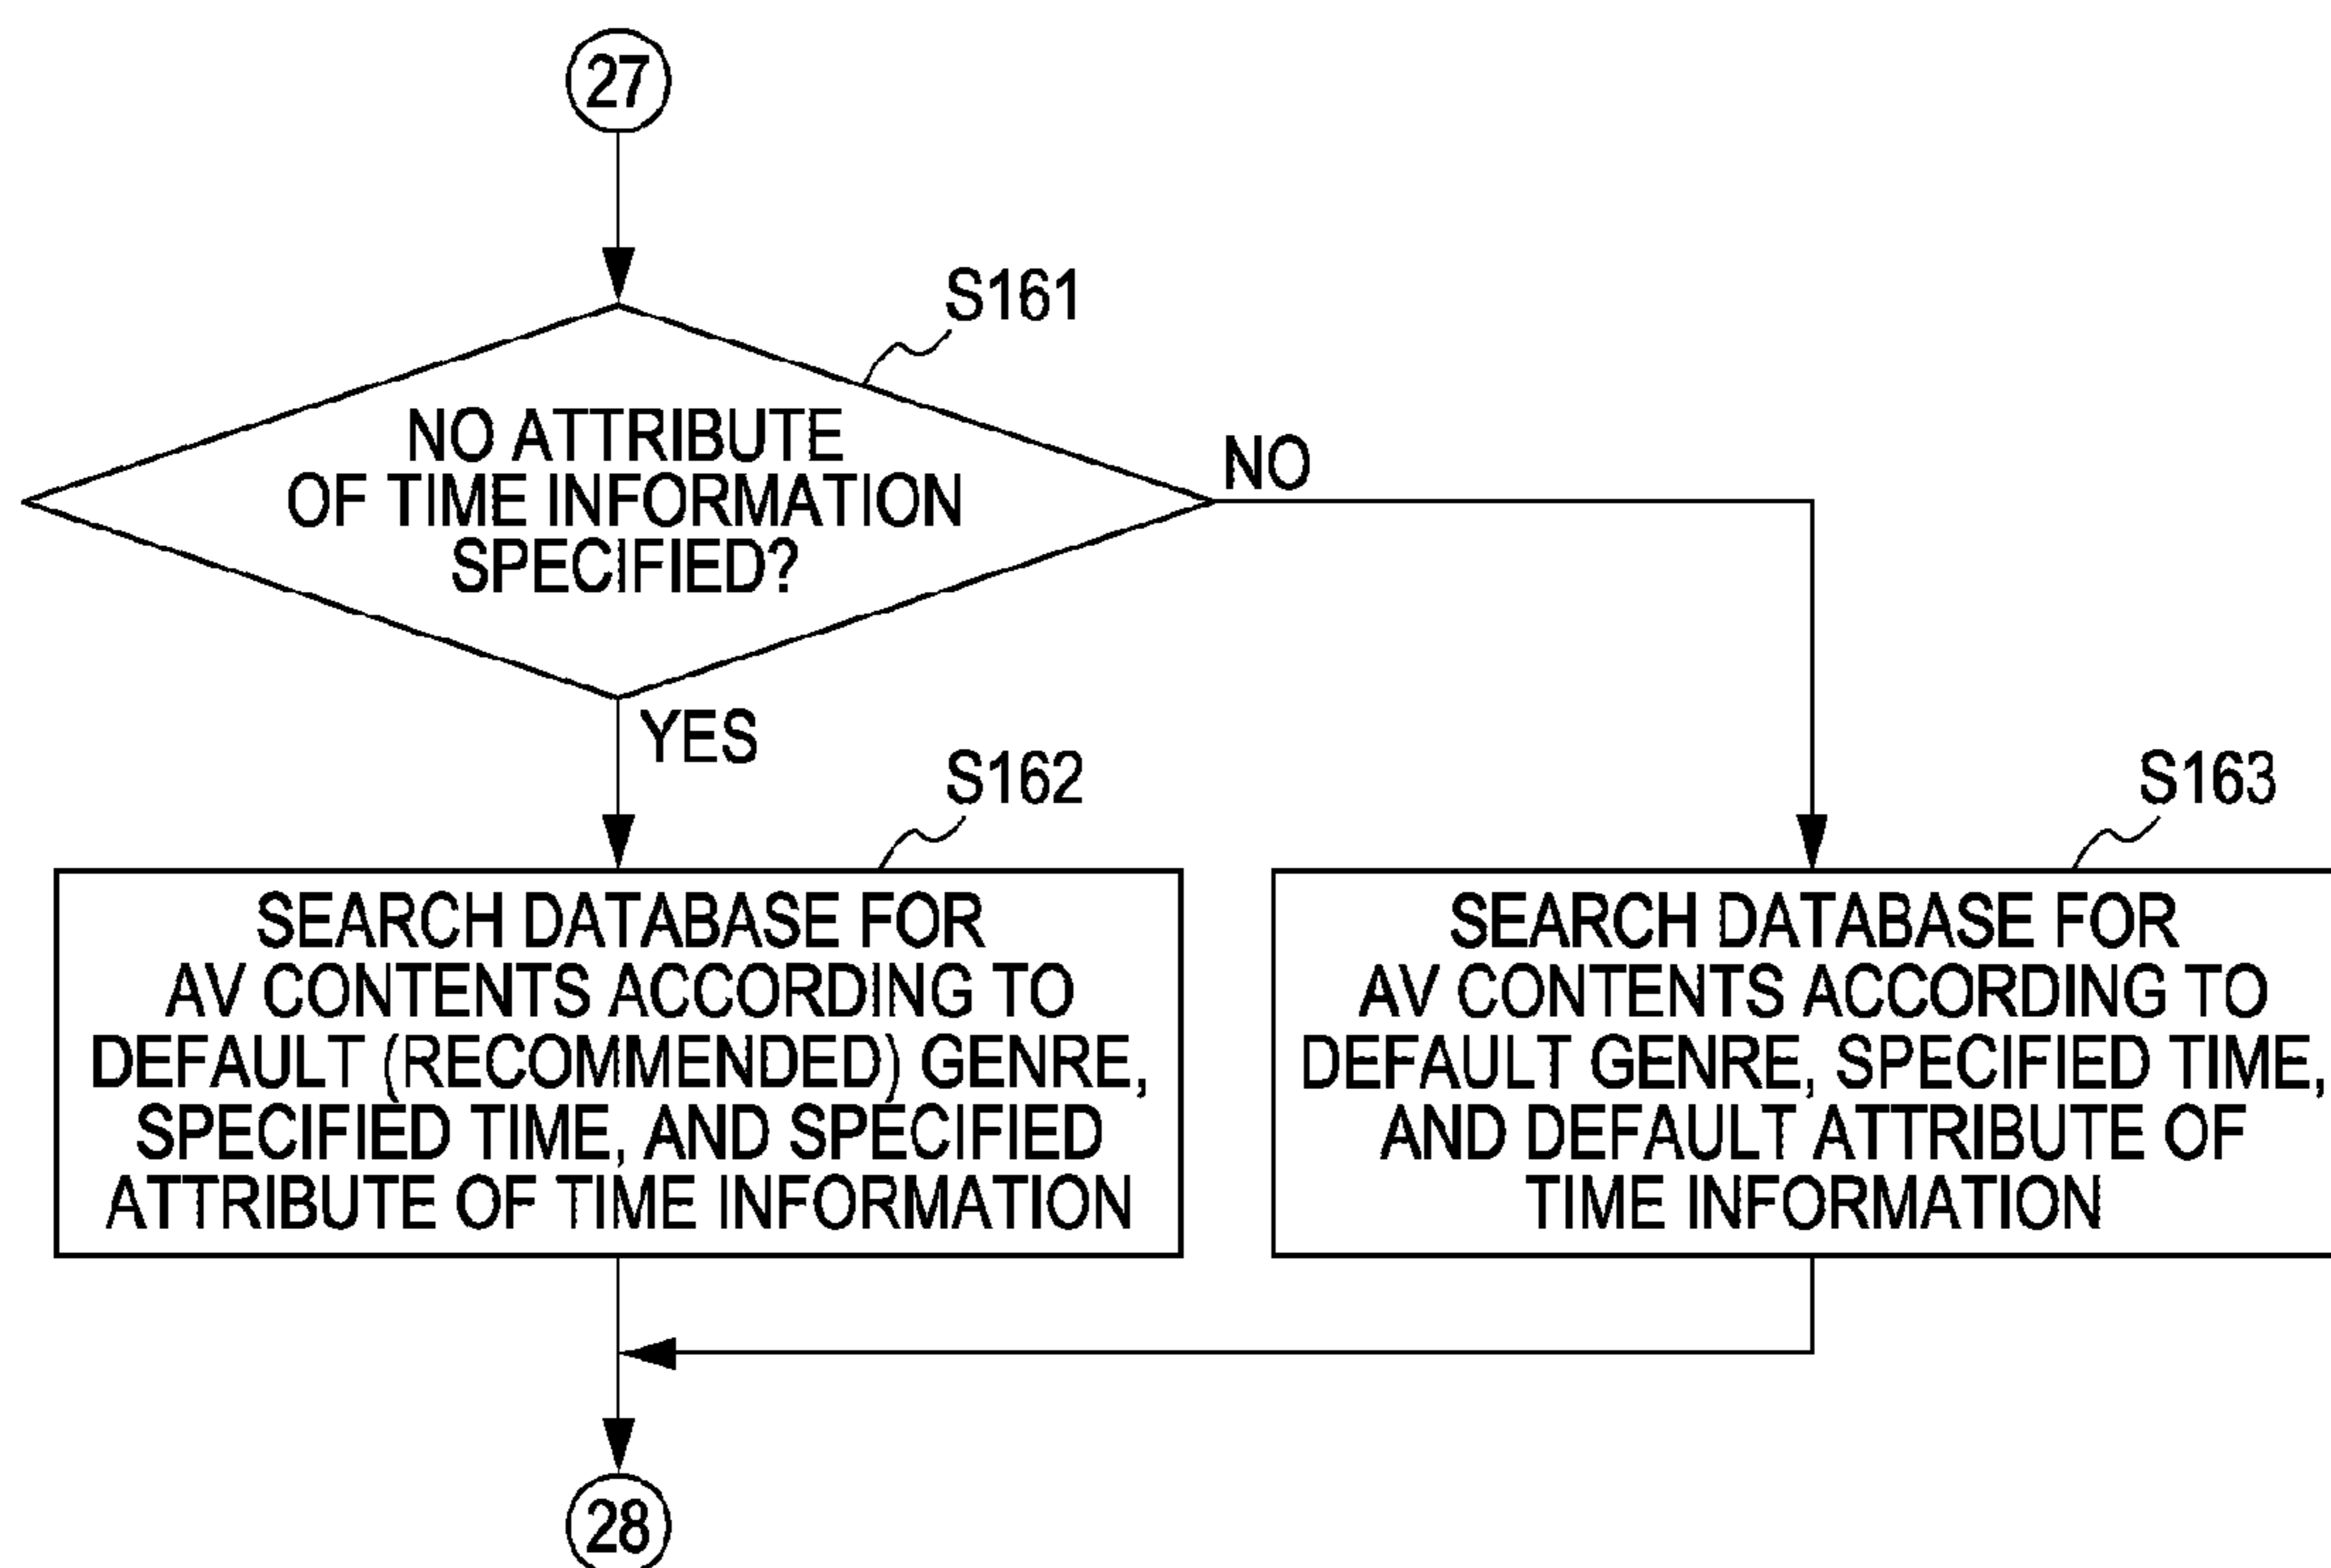 27
S161
NO ATTRIBUTE
OF TIME INFORMATION
SPECIFIED?
NO
YES
S162
SEARCH DATABASE FOR
AV CONTENTS ACCORDING TO
DEFAULT (RECOMMENDED) GENRE,
SPECIFIED TIME, AND SPECIFIED
ATTRIBUTE OF TIME INFORMATION
S163
SEARCH DATABASE FOR
AV CONTENTS ACCORDING TO
DEFAULT GENRE, SPECIFIED TIME,
AND DEFAULT ATTRIBUTE OF
TIME INFORMATION
28